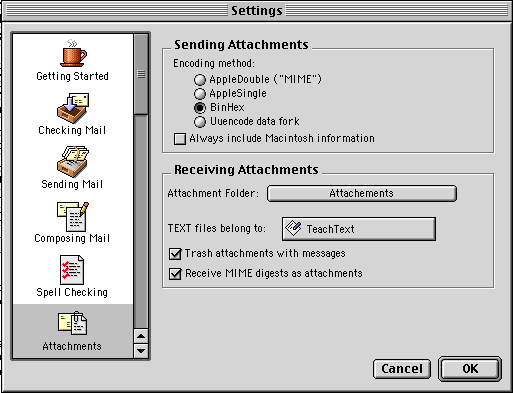 Settings
Getting Started
Checking Mail
Sending Mail
Composing Mail
Spell Checking
Attachments
Sending Attachments
Encoding method:
AppleDouble ("MIME")
AppleSingle
BinHex
Uuencode data fork
Always include Macintosh information
Receiving Attachments
Attachment Folder: Attachements
TEXT files belong to: TeachText
Trash attachments with messages
Receive MIME digests as attachments
Cancel OK